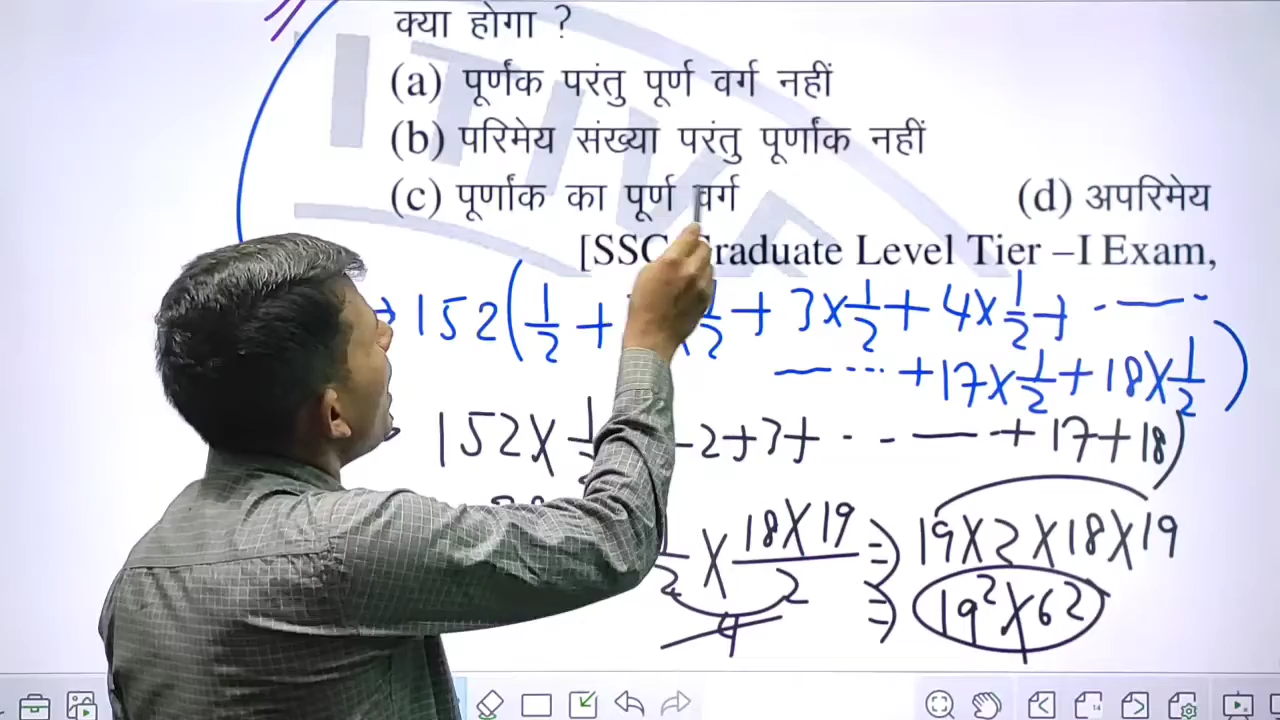 क्या होगा ?
(a) पूर्णंक परंतु पूर्ण वर्ग नहीं
(b) परिमेय संख्या परंतु पूर्णांक नहीं
(c) पूर्णांक का पूर्ण वर्ग (d) अपरिमेय
[SSC Graduate Level Tier –I Exam,
152(1/2 + 1/2 + 3×1/2 + 4×1/2 + ......
... + 17×1/2 + 18×1/2)
152× 2+3+ ...... +17+18)
× 18×19/2 ⇒ 19×2×18×19
4 ⇒ 19²×6²